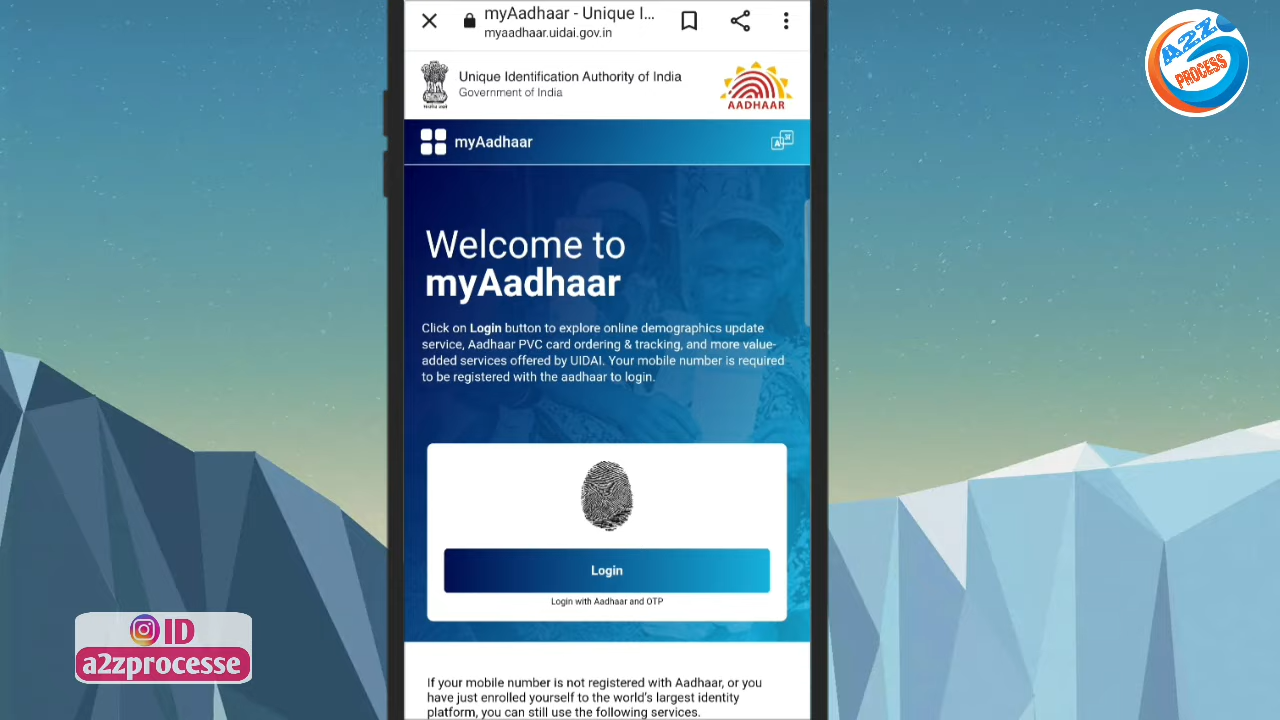 myAadhaar - Unique I...
myaadhaar.uidai.gov.in
Unique Identification Authority of India
Government of India
AADHAAR
myAadhaar
A
Welcome to
myAadhaar
Click on Login button to explore online demographics update
service, Aadhaar PVC card ordering & tracking, and more value-
added services offered by UIDAI. Your mobile number is required
to be registered with the aadhaar to login.
Login
Login with Aadhaar and OTP
If your mobile number is not registered with Aadhaar, or you
have just enrolled yourself to the world's largest identity
platform, you can still use the following services.
A2Z
PROCESS
ID
a2zprocesse